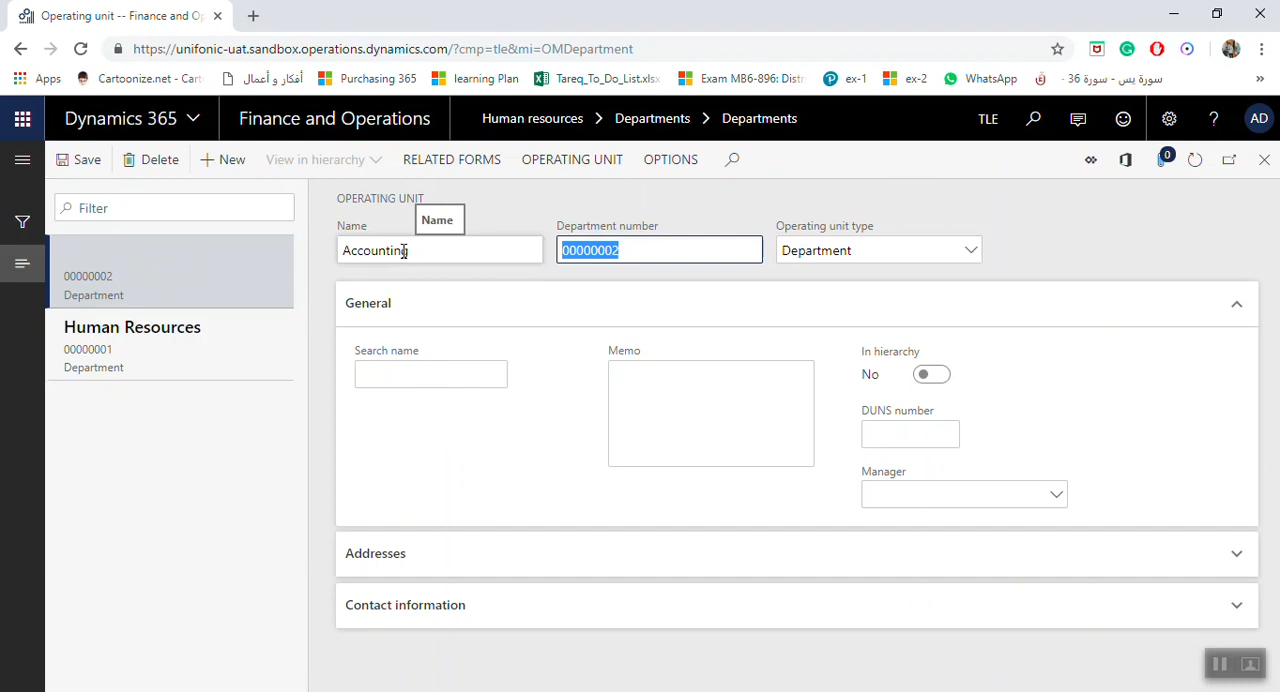 Operating unit -- Finance and Op
https://unifonic-uat.sandbox.operations.dynamics.com/?cmp=tle&mi=OMDepartment
Apps
Cartoonize.net - Cart
أفكار و أعمال
Purchasing 365
learning Plan
Tareq_To_Do_List.xlsx
Exam MB6-896: Distr
ex-1
ex-2
WhatsApp
سورة يس - سورة 36 -
»
Dynamics 365
Finance and Operations
Human resources > Departments > Departments
TLE
?
AD
Save
Delete
+ New
View in hierarchy
RELATED FORMS
OPERATING UNIT
OPTIONS
0
Filter
00000002
Department
Human Resources
00000001
Department
OPERATING UNIT
Name
Name
Accounting
Department number
00000002
Operating unit type
Department
General
Search name
Memo
In hierarchy
No
DUNS number
Manager
Addresses
Contact information